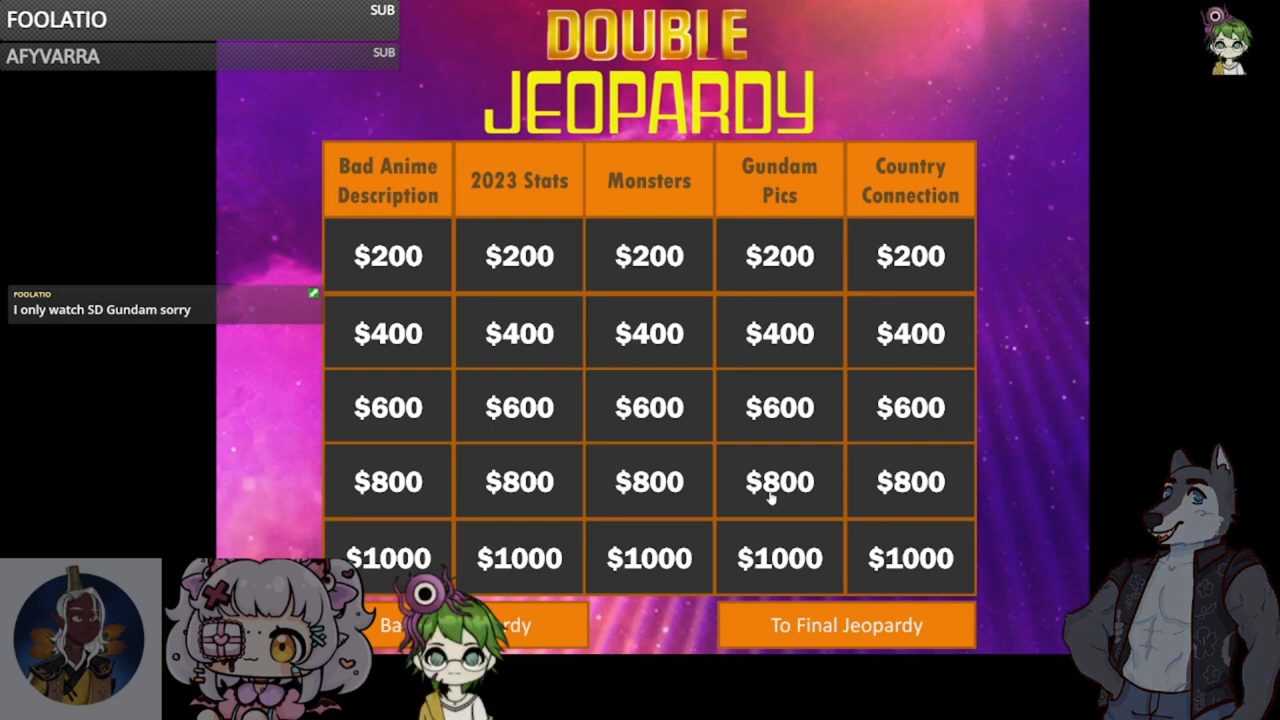 FOOLATIO SUB
AFYVARRA SUB
DOUBLE
JEOPARDY
Bad Anime Description
2023 Stats
Monsters
Gundam Pics
Country Connection
$200 $200 $200 $200 $200
FOOLATIO
I only watch SD Gundam sorry
$400 $400 $400 $400 $400
$600 $600 $600 $600 $600
$800 $800 $800 $800 $800
$1000 $1000 $1000 $1000 $1000
To Final Jeopardy